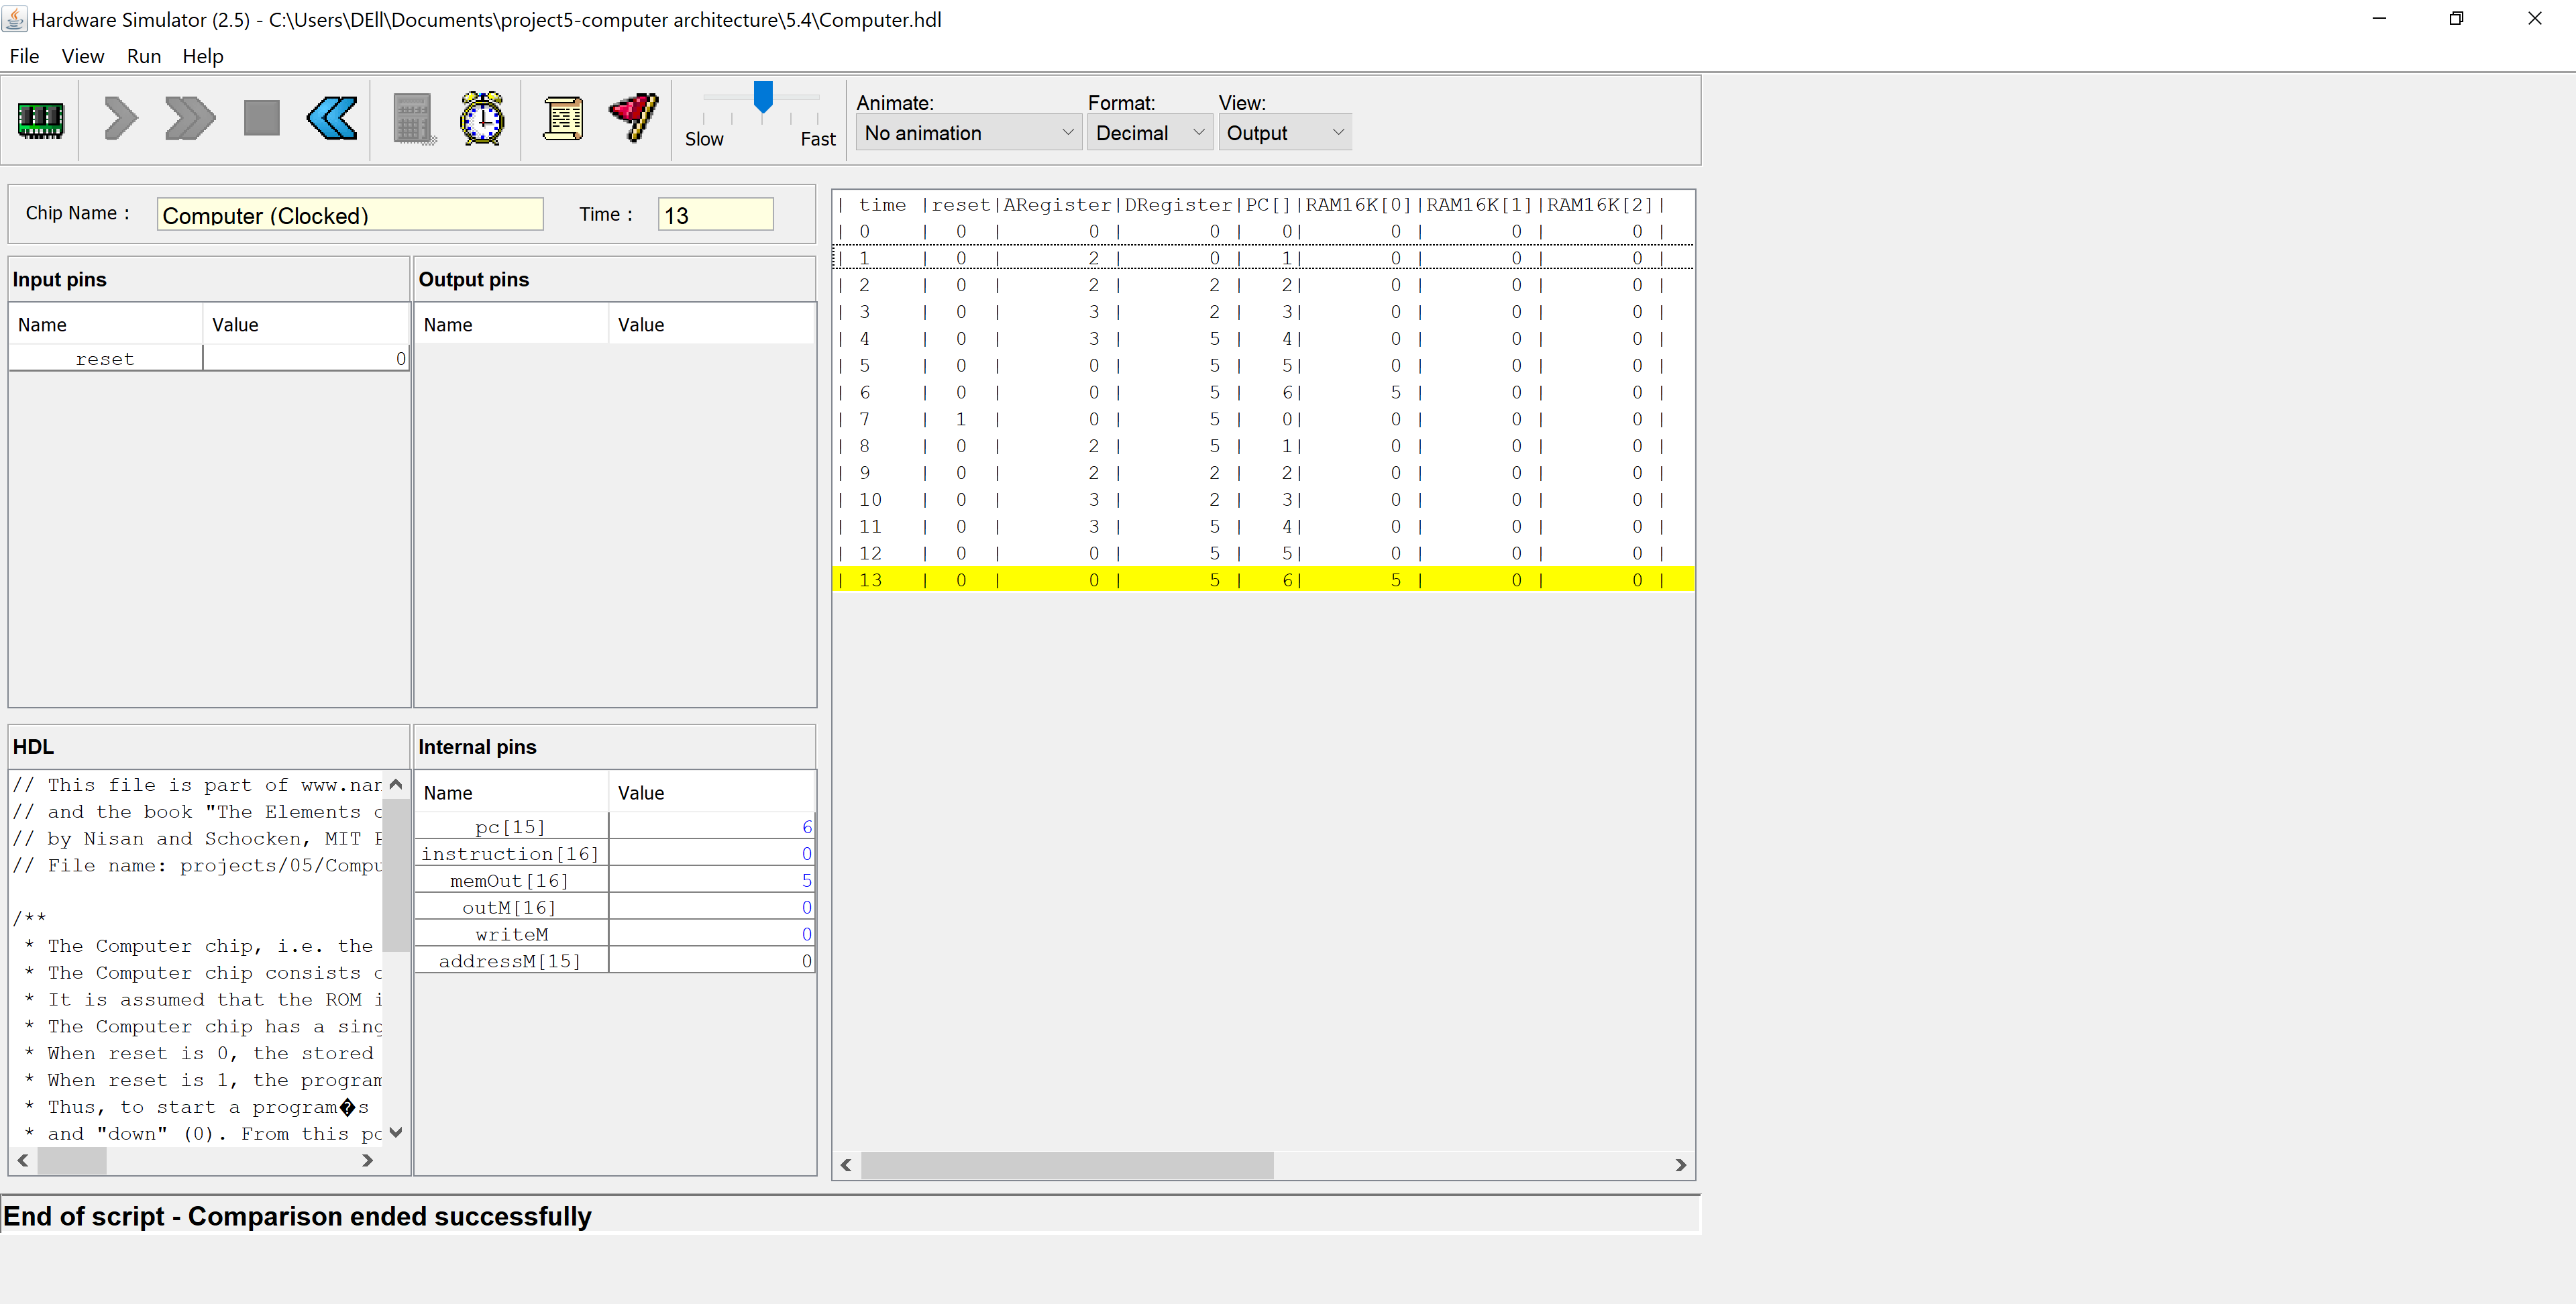 Hardware Simulator (2.5) - C:\Users\DEll\Documents\project5-computer architecture\5.4\Computer.hdl
File View Run Help
Slow Fast
Animate: Format: View:
No animation Decimal Output
Chip Name : Computer (Clocked) Time : 13
Input pins
Name Value
reset 0
Output pins
Name Value
HDL
// This file is part of www.nan
// and the book "The Elements o
// by Nisan and Schocken, MIT P
// File name: projects/05/Compu
/**
* The Computer chip, i.e. the
* The Computer chip consists o
* It is assumed that the ROM i
* The Computer chip has a sing
* When reset is 0, the stored
* When reset is 1, the program
* Thus, to start a program�s
* and "down" (0). From this po
Internal pins
Name Value
pc[15] 6
instruction[16] 0
memOut[16] 5
outM[16] 0
writeM 0
addressM[15] 0
| time |reset|ARegister|DRegister|PC[]|RAM16K[0]|RAM16K[1]|RAM16K[2]|
| 0 | 0 | 0 | 0 | 0| 0 | 0 | 0 |
| 1 | 0 | 2 | 0 | 1| 0 | 0 | 0 |
| 2 | 0 | 2 | 2 | 2| 0 | 0 | 0 |
| 3 | 0 | 3 | 2 | 3| 0 | 0 | 0 |
| 4 | 0 | 3 | 5 | 4| 0 | 0 | 0 |
| 5 | 0 | 0 | 5 | 5| 0 | 0 | 0 |
| 6 | 0 | 0 | 5 | 6| 5 | 0 | 0 |
| 7 | 1 | 0 | 5 | 0| 0 | 0 | 0 |
| 8 | 0 | 2 | 5 | 1| 0 | 0 | 0 |
| 9 | 0 | 2 | 2 | 2| 0 | 0 | 0 |
| 10 | 0 | 3 | 2 | 3| 0 | 0 | 0 |
| 11 | 0 | 3 | 5 | 4| 0 | 0 | 0 |
| 12 | 0 | 0 | 5 | 5| 0 | 0 | 0 |
| 13 | 0 | 0 | 5 | 6| 5 | 0 | 0 |
End of script - Comparison ended successfully